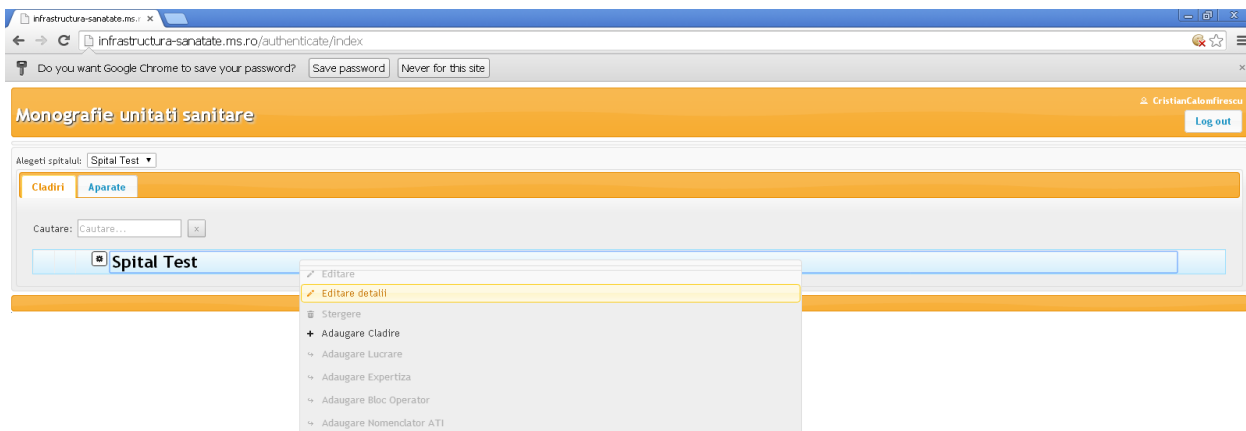 infrastructura-sanatate.ms.r
infrastructura-sanatate.ms.ro/authenticate/index
Do you want Google Chrome to save your password? Save password Never for this site
CristianCalomfirescu
Monografie unitati sanitare
Log out
Alegeti spitalul: Spital Test
Cladiri Aparate
Cautare: Cautare... x
Spital Test
Editare
Editare detalii
Stergere
Adaugare Cladire
Adaugare Lucrare
Adaugare Expertiza
Adaugare Bloc Operator
Adaugare Nomenclator ATI